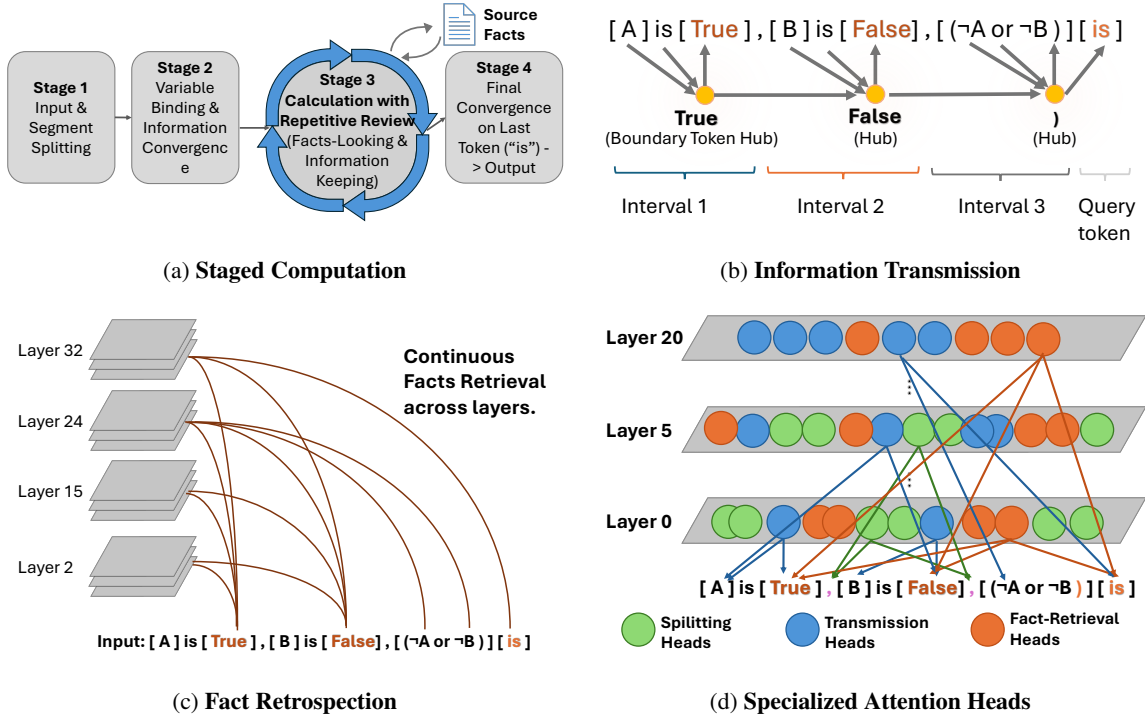 Source
Facts
Stage 1
Input &
Segment
Splitting
Stage 2
Variable
Binding &
Information
Convergenc
e
Stage 3
Calculation with
Repetitive Review
(Facts-Looking &
Information
Keeping)
Stage 4
Final
Convergence
on Last
Token ("is") -
> Output
(a) Staged Computation
[ A ] is [ True ] , [ B ] is [ False] , [ (¬A or ¬B ) ] [ is ]
True
(Boundary Token Hub)
False
(Hub)
)
(Hub)
Interval 1
Interval 2
Interval 3
Query
token
(b) Information Transmission
Layer 32
Layer 24
Layer 15
Layer 2
Continuous
Facts Retrieval
across layers.
Input: [ A ] is [ True ] , [ B ] is [ False] , [ (¬A or ¬B ) ] [ is ]
(c) Fact Retrospection
Layer 20
⋮
Layer 5
⋮
Layer 0
[ A ] is [ True ] , [ B ] is [ False] , [ (¬A or ¬B ) ] [ is ]
Spilitting
Heads
Transmission
Heads
Fact-Retrieval
Heads
(d) Specialized Attention Heads